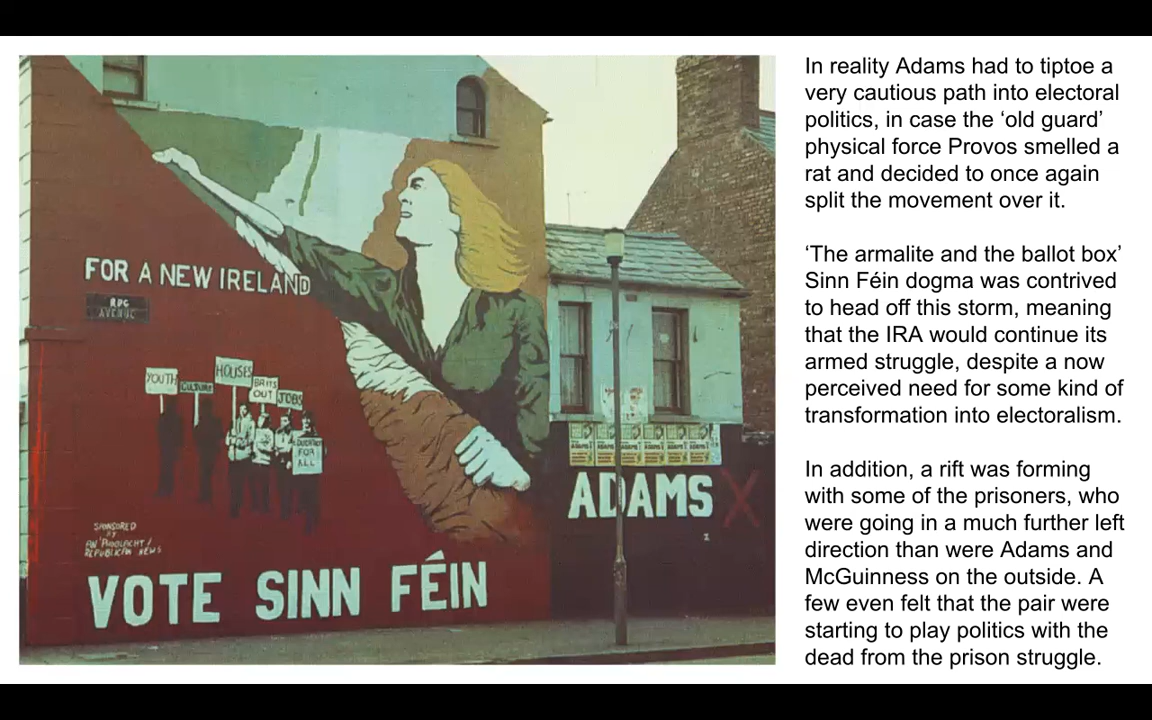 FOR A NEW IRELAND
RPG
AVENUE
YOUTH
CULTURE
HOUSES
BRITS
OUT
JOBS
EDUCATION
FOR
ALL
SPONSORED
BY
AN PHOBLACHT /
REPUBLICAN NEWS
VOTE SINN FÉIN
ADAMS X
In reality Adams had to tiptoe a
very cautious path into electoral
politics, in case the ‘old guard’
physical force Provos smelled a
rat and decided to once again
split the movement over it.
‘The armalite and the ballot box’
Sinn Féin dogma was contrived
to head off this storm, meaning
that the IRA would continue its
armed struggle, despite a now
perceived need for some kind of
transformation into electoralism.
In addition, a rift was forming
with some of the prisoners, who
were going in a much further left
direction than were Adams and
McGuinness on the outside. A
few even felt that the pair were
starting to play politics with the
dead from the prison struggle.